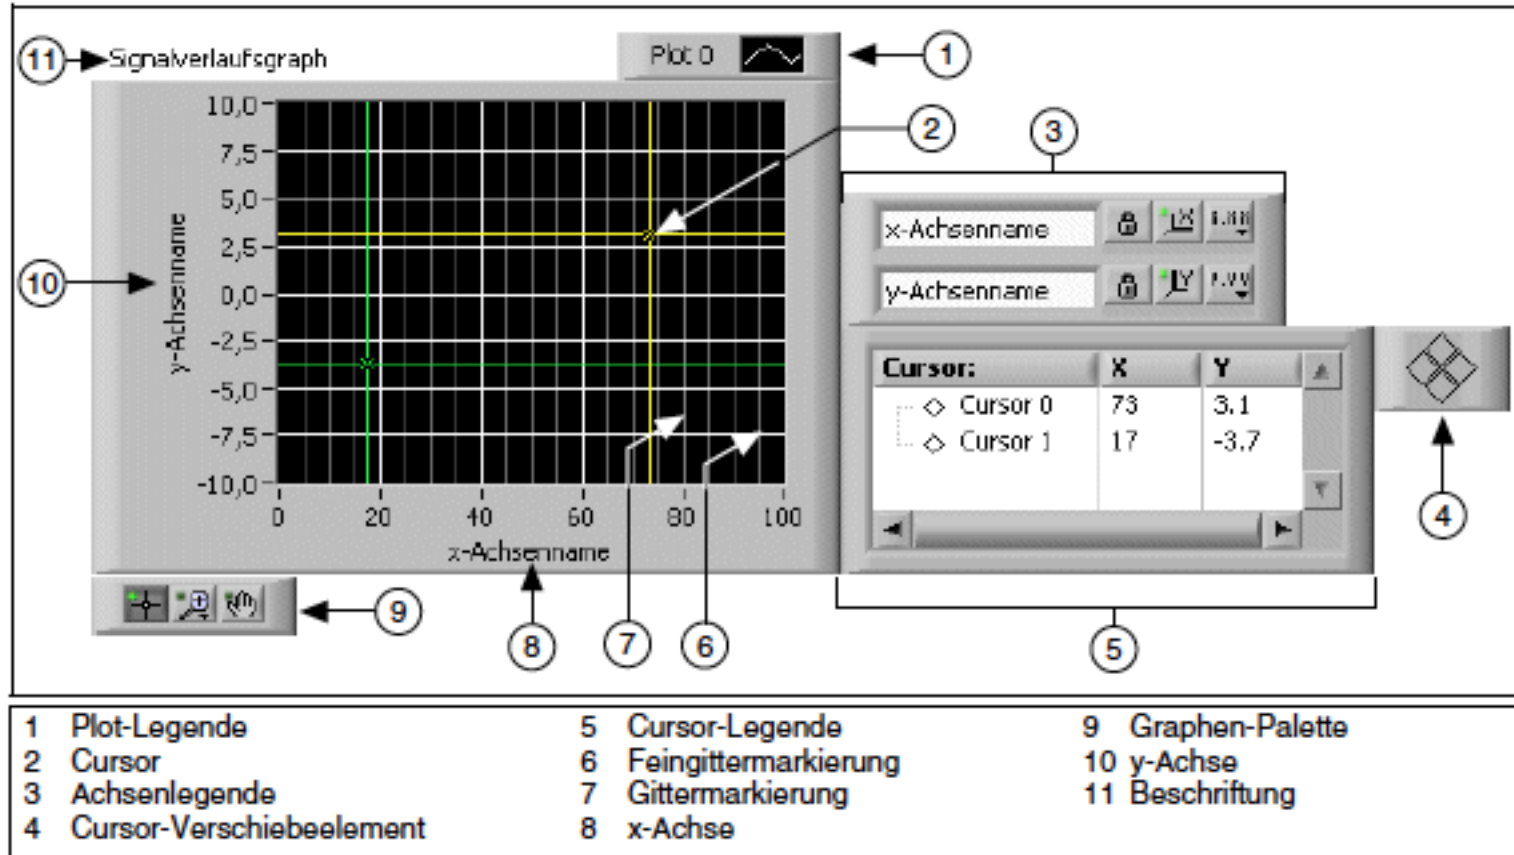 11 Signalverlaufsgraph
Plot 0
1
10,0
7,5
5,0
2,5
0,0
-2,5
-5,0
-7,5
-10,0
y-Achsenname
10
0 20 40 60 80 100
x-Achsenname
2
3
x-Achsenname
y-Achsenname
Cursor: X Y
Cursor 0 73 3.1
Cursor 1 17 -3.7
4
9
8
7
6
5
1 Plot-Legende
2 Cursor
3 Achsenlegende
4 Cursor-Verschiebeelement
5 Cursor-Legende
6 Feingittermarkierung
7 Gittermarkierung
8 x-Achse
9 Graphen-Palette
10 y-Achse
11 Beschriftung